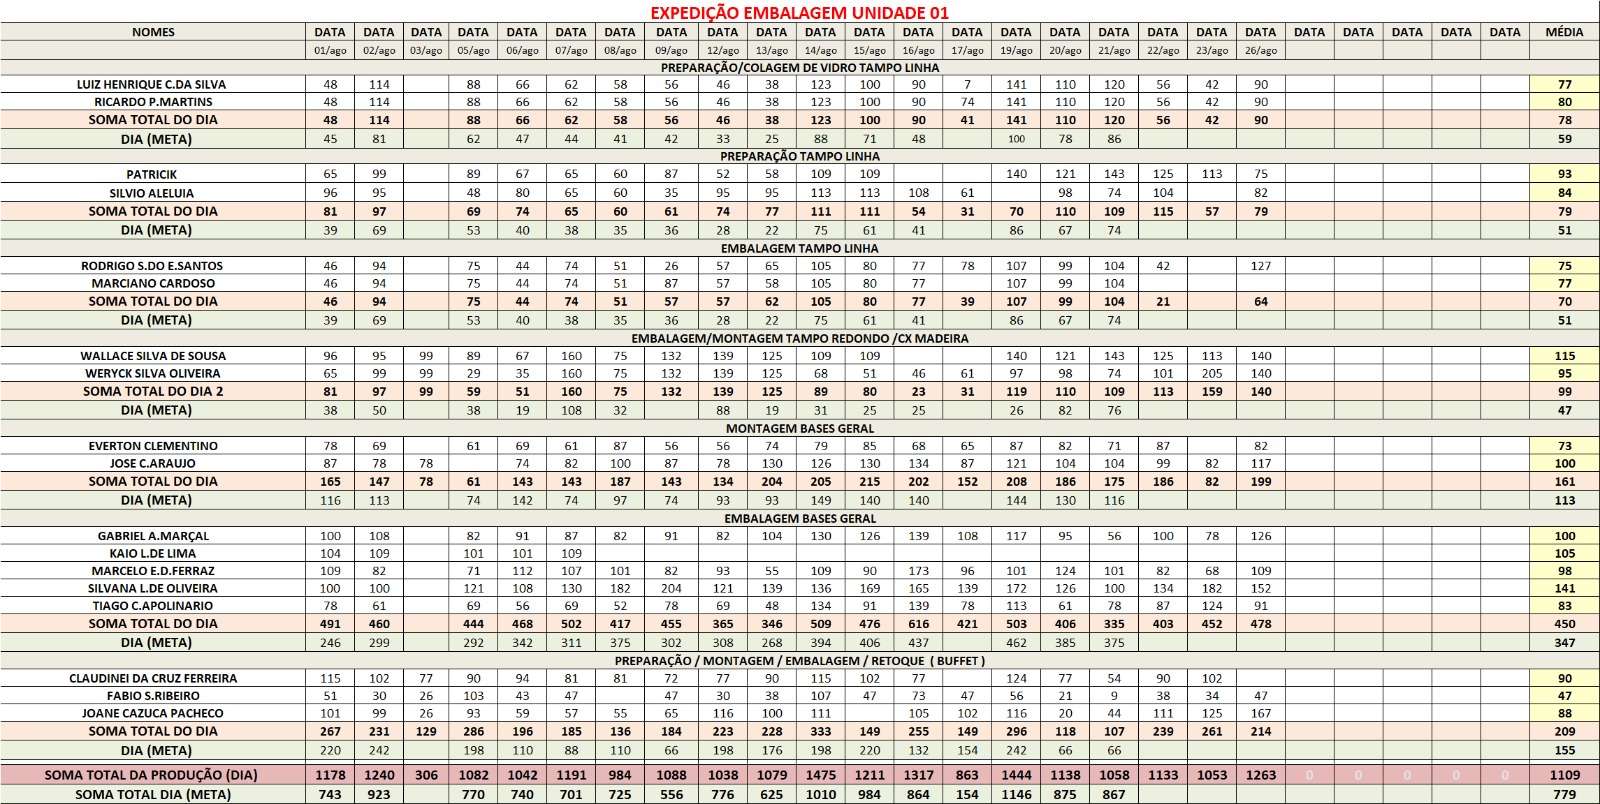 EXPEDIÇÃO EMBALAGEM UNIDADE 01
NOMES DATA DATA DATA DATA DATA DATA DATA DATA DATA DATA DATA DATA DATA DATA DATA DATA DATA DATA DATA DATA DATA DATA DATA DATA DATA MÉDIA
01/ago 02/ago 03/ago 05/ago 06/ago 07/ago 08/ago 09/ago 12/ago 13/ago 14/ago 15/ago 16/ago 17/ago 19/ago 20/ago 21/ago 22/ago 23/ago 26/ago
PREPARAÇÃO/COLAGEM DE VIDRO TAMPO LINHA
LUIZ HENRIQUE C.DA SILVA 48 114 88 66 62 58 56 46 38 123 100 90 7 141 110 120 56 42 90 77
RICARDO P.MARTINS 48 114 88 66 62 58 56 46 38 123 100 90 74 141 110 120 56 42 90 80
SOMA TOTAL DO DIA 48 114 88 66 62 58 56 46 38 123 100 90 41 141 110 120 56 42 90 78
DIA (META) 45 81 62 47 44 41 42 33 25 88 71 48 100 78 86 59
PREPARAÇÃO TAMPO LINHA
PATRICIK 65 99 89 67 65 60 87 52 58 109 109 140 121 143 125 113 75 93
SILVIO ALELUIA 96 95 48 80 65 60 35 95 95 113 113 108 61 98 74 104 82 84
SOMA TOTAL DO DIA 81 97 69 74 65 60 61 74 77 111 111 54 31 70 110 109 115 57 79 79
DIA (META) 39 69 53 40 38 35 36 28 22 75 61 41 86 67 74 51
EMBALAGEM TAMPO LINHA
RODRIGO S.DO E.SANTOS 46 94 75 44 74 51 26 57 65 105 80 77 78 107 99 104 42 127 75
MARCIANO CARDOSO 46 94 75 44 74 51 87 57 58 105 80 77 107 99 104 77
SOMA TOTAL DO DIA 46 94 75 44 74 51 57 57 62 105 80 77 39 107 99 104 21 64 70
DIA (META) 39 69 53 40 38 35 36 28 22 75 61 41 86 67 74 51
EMBALAGEM/MONTAGEM TAMPO REDONDO /CX MADEIRA
WALLACE SILVA DE SOUSA 96 95 99 89 67 160 75 132 139 125 109 109 140 121 143 125 113 140 115
WERYCK SILVA OLIVEIRA 65 99 99 29 35 160 75 132 139 125 68 51 46 61 97 98 74 101 205 140 95
SOMA TOTAL DO DIA 2 81 97 99 59 51 160 75 132 139 125 89 80 23 31 119 110 109 113 159 140 99
DIA (META) 38 50 38 19 108 32 88 19 31 25 25 26 82 76 47
MONTAGEM BASES GERAL
EVERTON CLEMENTINO 78 69 61 69 61 87 56 56 74 79 85 68 65 87 82 71 87 82 73
JOSE C.ARAUJO 87 78 78 74 82 100 87 78 130 126 130 134 87 121 104 104 99 82 117 100
SOMA TOTAL DO DIA 165 147 78 61 143 143 187 143 134 204 205 215 202 152 208 186 175 186 82 199 161
DIA (META) 116 113 74 142 74 97 74 93 93 149 140 140 144 130 116 113
EMBALAGEM BASES GERAL
GABRIEL A.MARÇAL 100 108 82 91 87 82 91 82 104 130 126 139 108 117 95 56 100 78 126 100
KAIO L.DE LIMA 104 109 101 101 109 105
MARCELO E.D.FERRAZ 109 82 71 112 107 101 82 93 55 109 90 173 96 101 124 101 82 68 109 98
SILVANA L.DE OLIVEIRA 100 100 121 108 130 182 204 121 139 136 169 165 139 172 126 100 134 182 152 141
TIAGO C.APOLINARIO 78 61 69 56 69 52 78 69 48 134 91 139 78 113 61 78 87 124 91 83
SOMA TOTAL DO DIA 491 460 444 468 502 417 455 365 346 509 476 616 421 503 406 335 403 452 478 450
DIA (META) 246 299 292 342 311 375 302 308 268 394 406 437 462 385 375 347
PREPARAÇÃO / MONTAGEM / EMBALAGEM / RETOQUE ( BUFFET )
CLAUDINEI DA CRUZ FERREIRA 115 102 77 90 94 81 81 72 77 90 115 102 77 124 77 54 90 102 90
FABIO S.RIBEIRO 51 30 26 103 43 47 47 30 38 107 47 73 47 56 21 9 38 34 47 47
JOANE CAZUCA PACHECO 101 99 26 93 59 57 55 65 116 100 111 105 102 116 20 44 111 125 167 88
SOMA TOTAL DO DIA 267 231 129 286 196 185 136 184 223 228 333 149 255 149 296 118 107 239 261 214 209
DIA (META) 220 242 198 110 88 110 66 198 176 198 220 132 154 242 66 66 155
SOMA TOTAL DA PRODUÇÃO (DIA) 1178 1240 306 1082 1042 1191 984 1088 1038 1079 1475 1211 1317 863 1444 1138 1058 1133 1053 1263 0 0 0 0 0 1109
SOMA TOTAL DIA (META) 743 923 770 740 701 725 556 776 625 1010 984 864 154 1146 875 867 779